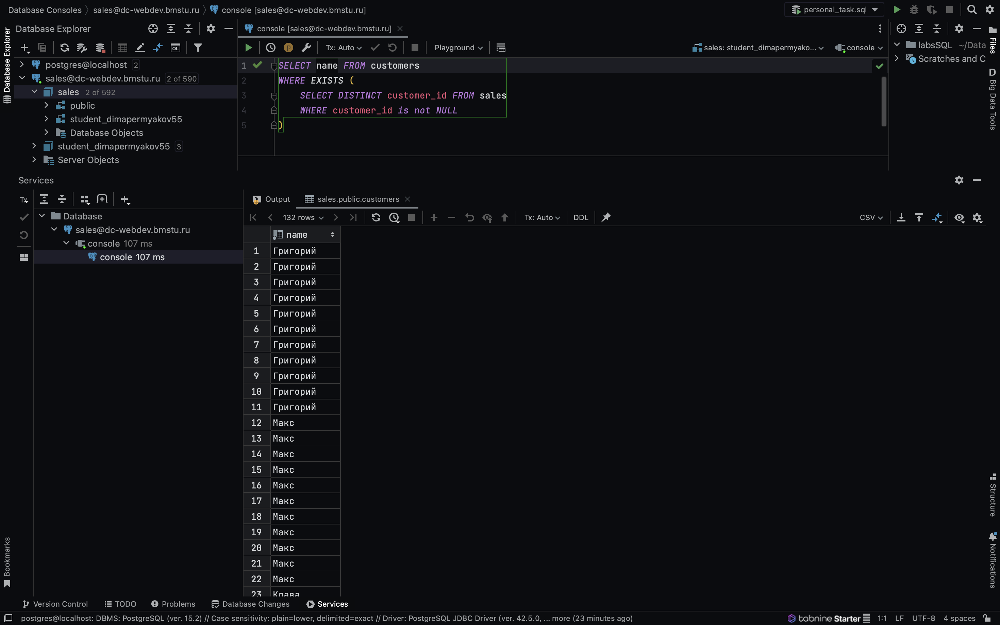 Database Consoles
sales@dc-webdev.bmstu.ru
console [sales@dc-webdev.bmstu.ru]
personal_task.sql
Database Explorer
Database Explorer
console [sales@dc-webdev.bmstu.ru]
Tx: Auto
Playground
sales: student_dimapermyako...
console
postgres@localhost 2
sales@dc-webdev.bmstu.ru 2 of 590
sales 2 of 592
public
student_dimapermyakov55
Database Objects
student_dimapermyakov55 3
Server Objects
1 SELECT name FROM customers
2 WHERE EXISTS (
3 SELECT DISTINCT customer_id FROM sales
4 WHERE customer_id is not NULL
5 )
labsSQL ~/Data
Scratches and C
Files
D
Big Data Tools
Services
Tx
Database
sales@dc-webdev.bmstu.ru
console 107 ms
console 107 ms
Output
sales.public.customers
132 rows
Tx: Auto
DDL
CSV
name
1 Григорий
2 Григорий
3 Григорий
4 Григорий
5 Григорий
6 Григорий
7 Григорий
8 Григорий
9 Григорий
10 Григорий
11 Григорий
12 Макс
13 Макс
14 Макс
15 Макс
16 Макс
17 Макс
18 Макс
19 Макс
20 Макс
21 Макс
22 Макс
23 Клава
Structure
Notifications
Bookmarks
Version Control
TODO
Problems
Database Changes
Services
postgres@localhost: DBMS: PostgreSQL (ver. 15.2) // Case sensitivity: plain=lower, delimited=exact // Driver: PostgreSQL JDBC Driver (ver. 42.5.0, ... more (23 minutes ago)
tabnine Starter
1:1
LF
UTF-8
4 spaces